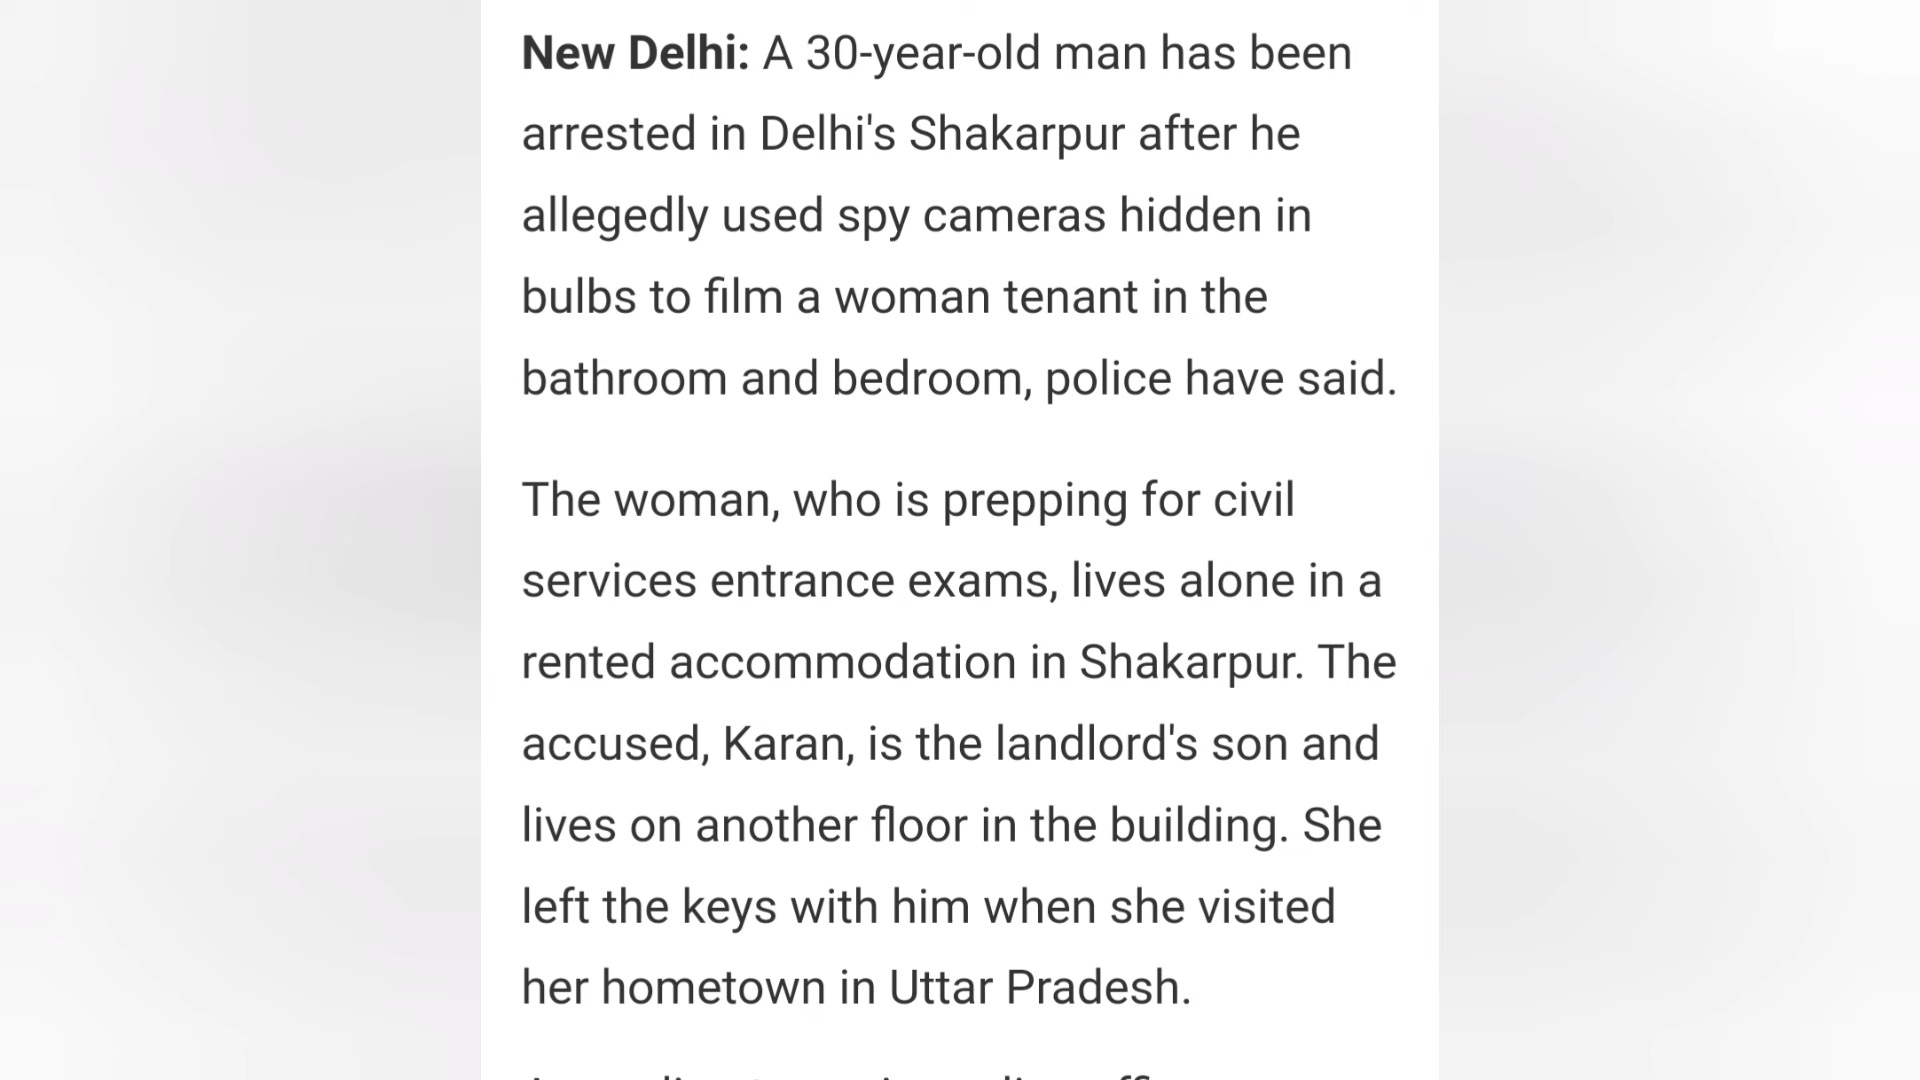 New Delhi: A 30-year-old man has been
arrested in Delhi's Shakarpur after he
allegedly used spy cameras hidden in
bulbs to film a woman tenant in the
bathroom and bedroom, police have said.
The woman, who is prepping for civil
services entrance exams, lives alone in a
rented accommodation in Shakarpur. The
accused, Karan, is the landlord's son and
lives on another floor in the building. She
left the keys with him when she visited
her hometown in Uttar Pradesh.